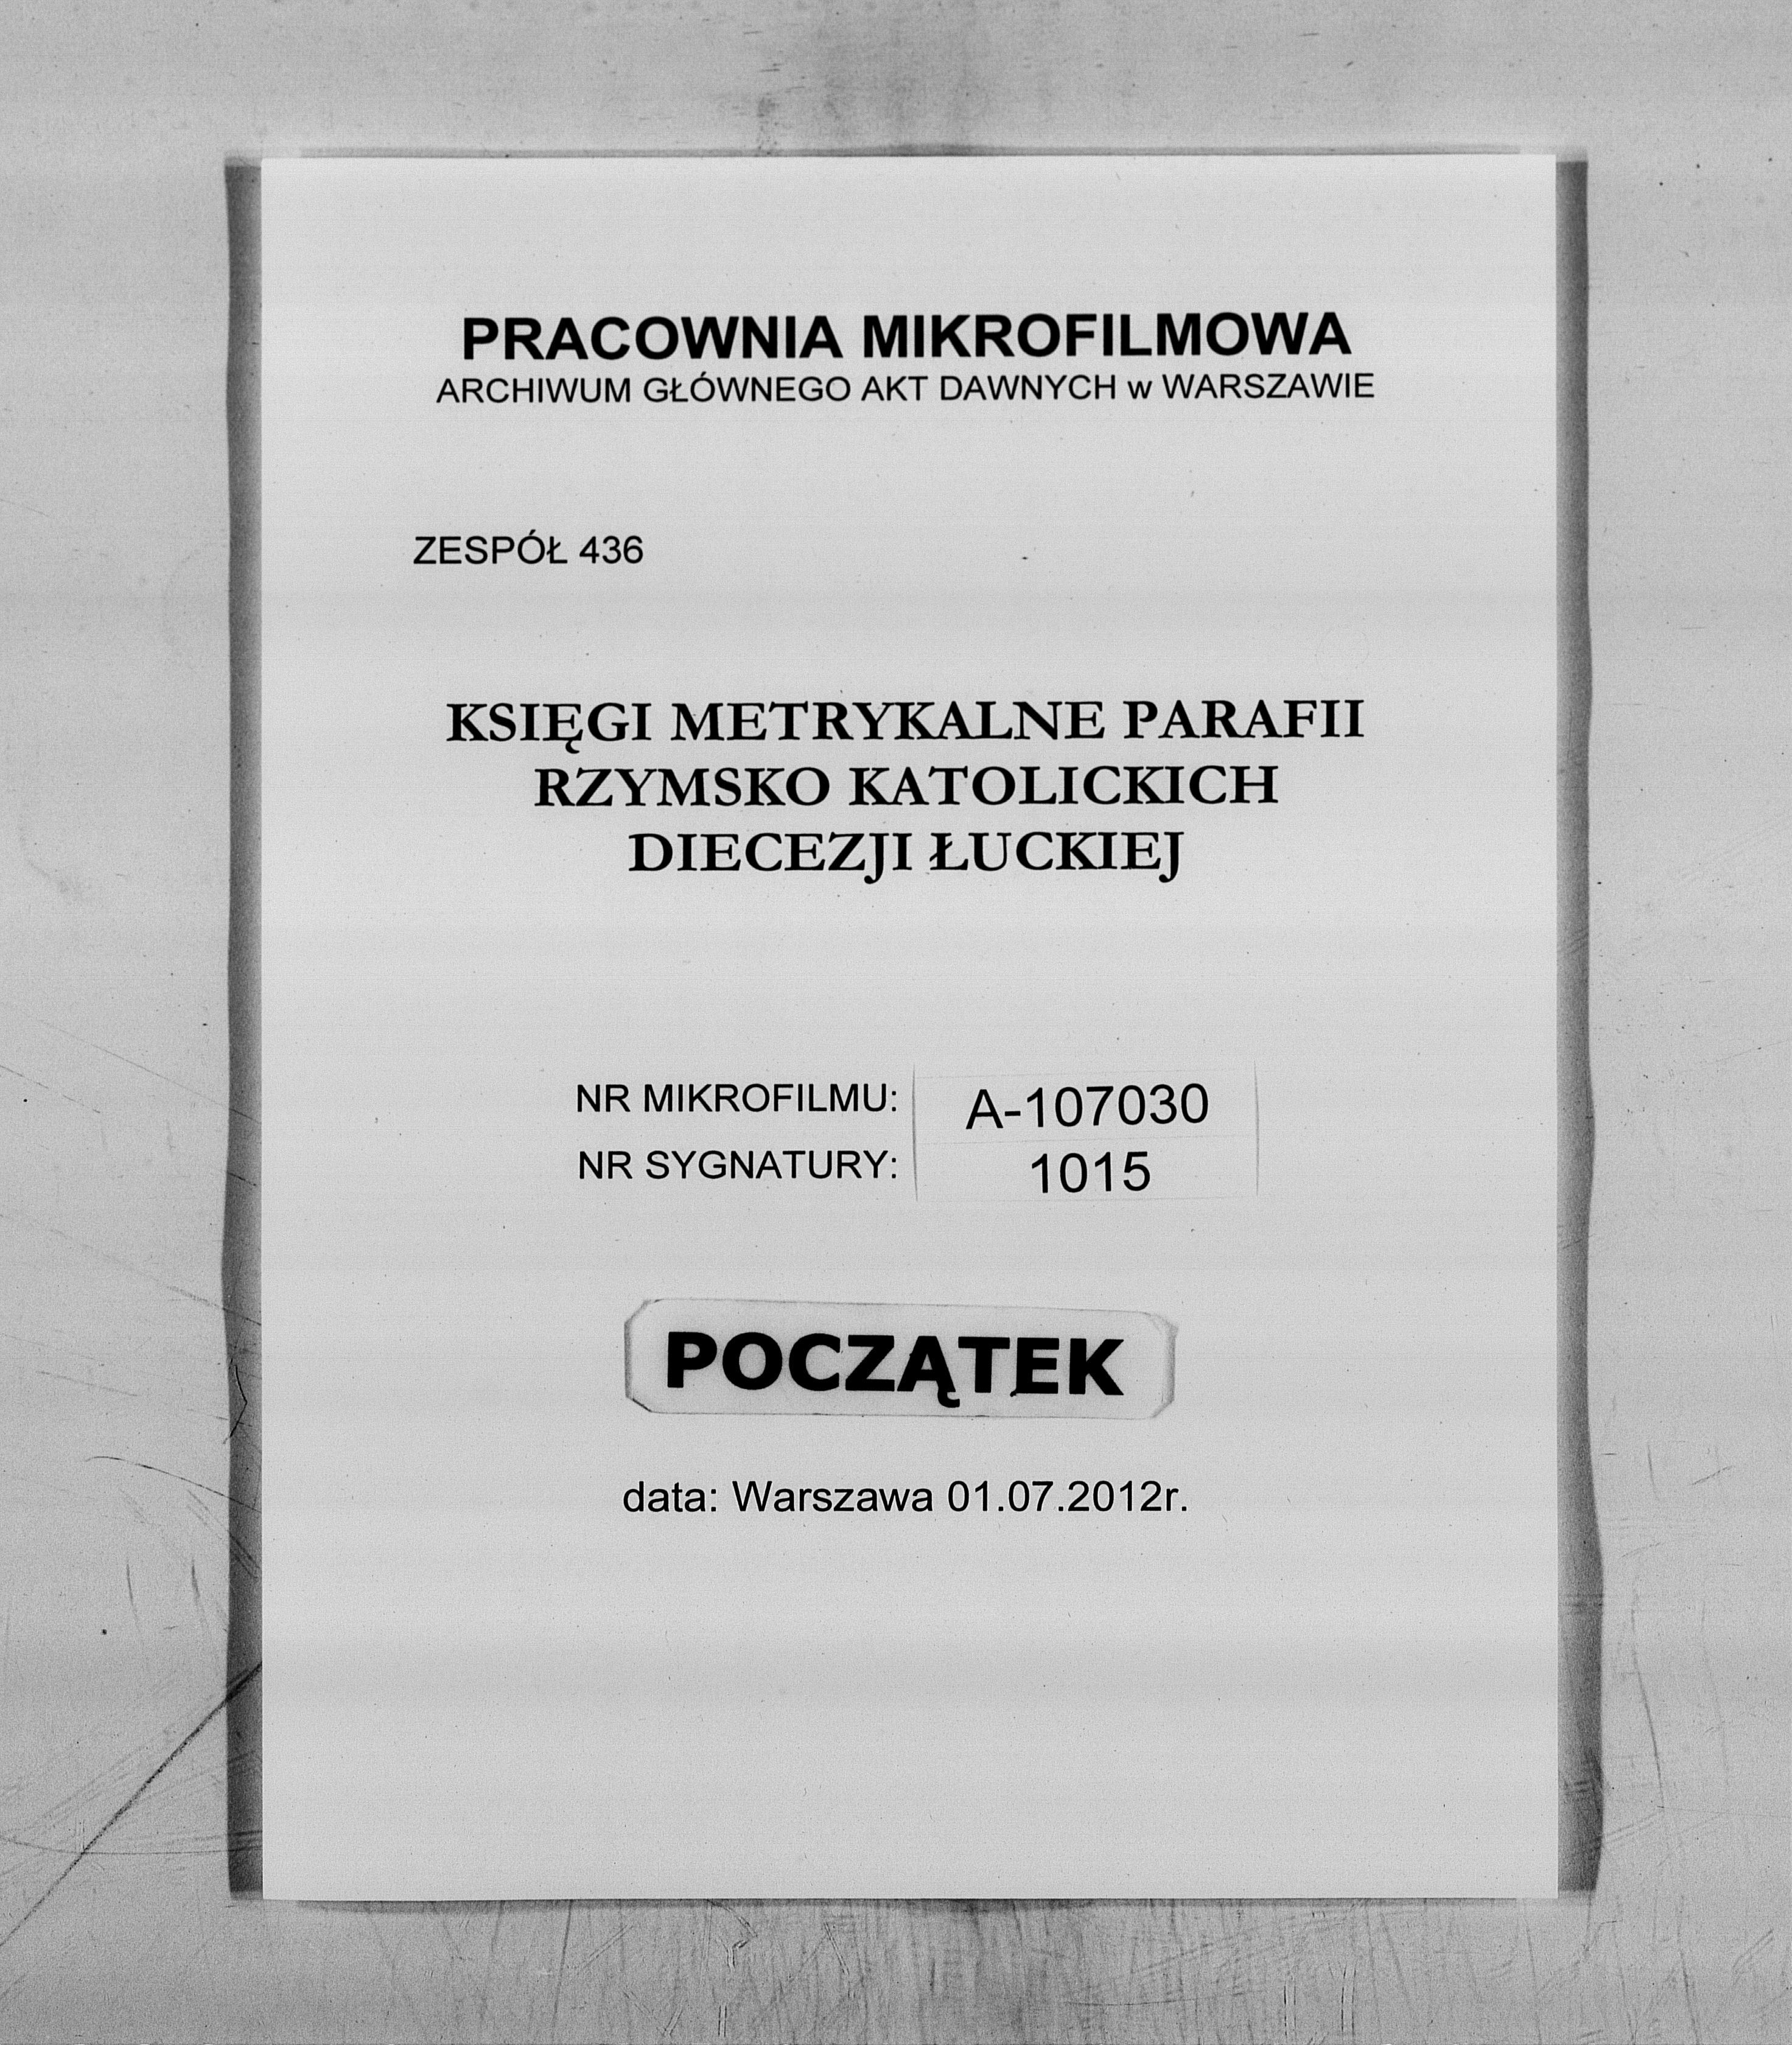 PRACOWNIA MIKROFILMOWA
ARCHIWUM GŁÓWNEGO AKT DAWNYCH w WARSZAWIE
ZESPÓŁ 436
KSIĘGI METRYKALNE PARAFII
RZYMSKO KATOLICKICH
DIECEZJI ŁUCKIEJ
NR MIKROFILMU: A-107030
NR SYGNATURY: 1015
POCZĄTEK
data: Warszawa 01.07.2012r.